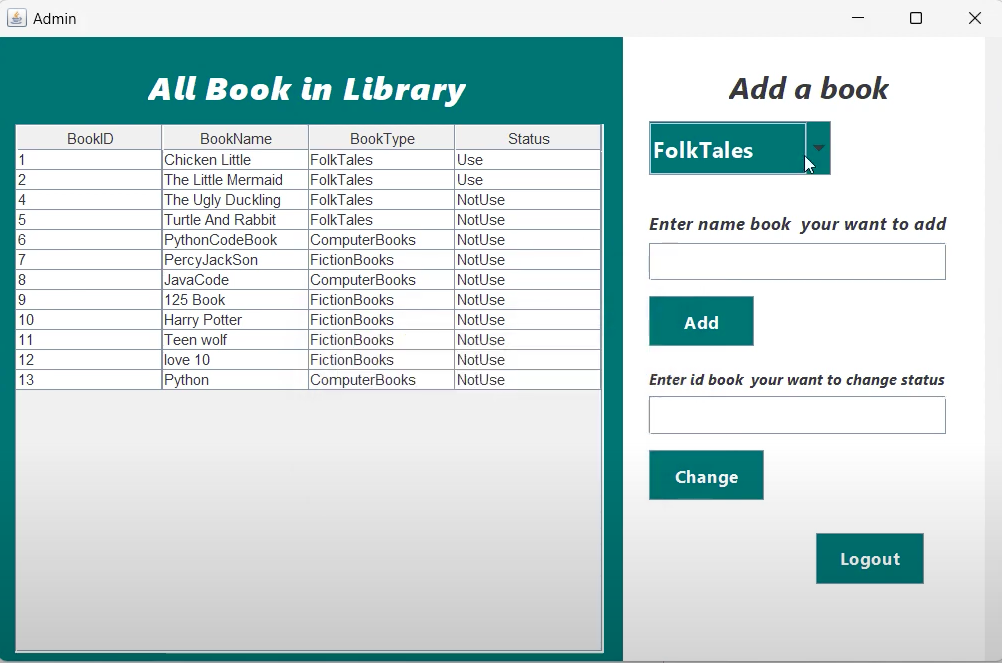 Admin
All Book in Library
BookID BookName BookType Status
1 Chicken Little FolkTales Use
2 The Little Mermaid FolkTales Use
4 The Ugly Duckling FolkTales NotUse
5 Turtle And Rabbit FolkTales NotUse
6 PythonCodeBook ComputerBooks NotUse
7 PercyJackSon FictionBooks NotUse
8 JavaCode ComputerBooks NotUse
9 125 Book FictionBooks NotUse
10 Harry Potter FictionBooks NotUse
11 Teen wolf FictionBooks NotUse
12 love 10 FictionBooks NotUse
13 Python ComputerBooks NotUse
Add a book
FolkTales
Enter name book your want to add
Add
Enter id book your want to change status
Change
Logout